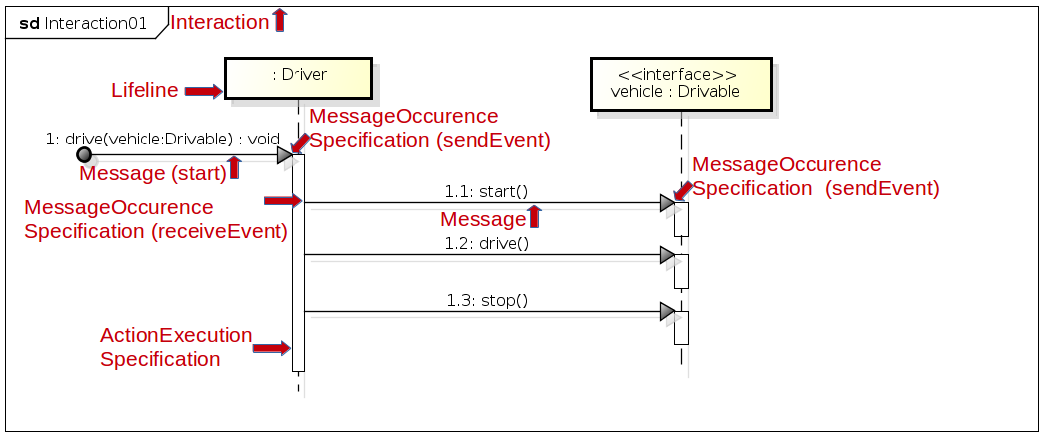 sd Interaction01
Interaction
: Driver
<<interface>>
vehicle : Drivable
Lifeline
MessageOccurence
Specification (sendEvent)
1: drive(vehicle:Drivable) : void
Message (start)
MessageOccurence
Specification (sendEvent)
1.1: start()
MessageOccurence
Specification (receiveEvent)
Message
1.2: drive()
1.3: stop()
ActionExecution
Specification